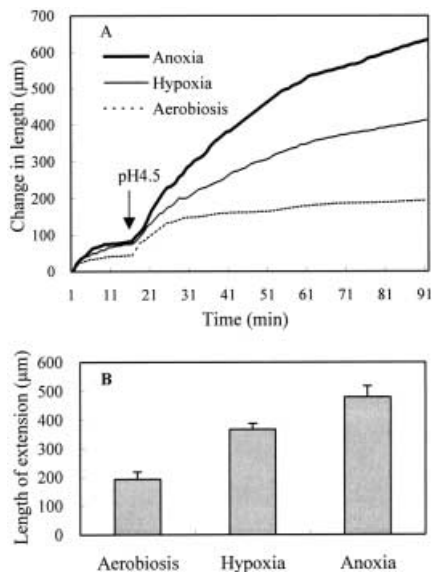 700
A
600
Anoxia
500
Hypoxia
Aerobiosis
400
300
pH4.5
200
100
0
1 11 21 31 41 51 61 71 81 91
Time (min)
Change in length (μm)
600
B
500
400
300
200
100
0
Aerobiosis Hypoxia Anoxia
Length of extension (μm)